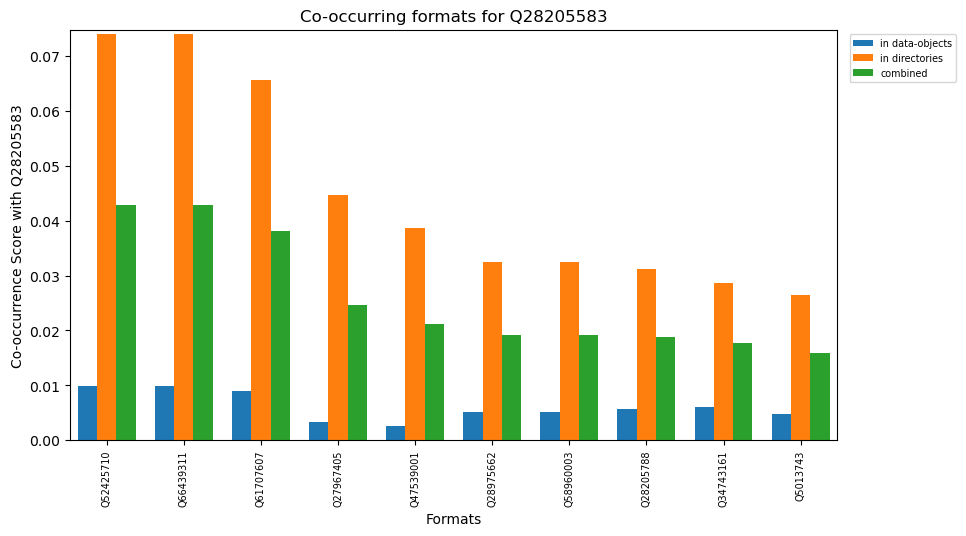 Co-occurring formats for Q28205583
in data-objects
in directories
combined
Co-occurrence Score with Q28205583
0.07
0.06
0.05
0.04
0.03
0.02
0.01
0.00
Q52425710
Q66439311
Q61707607
Q27967405
Q47539001
Q28975662
Q58960003
Q28205788
Q34743161
Q5013743
Formats